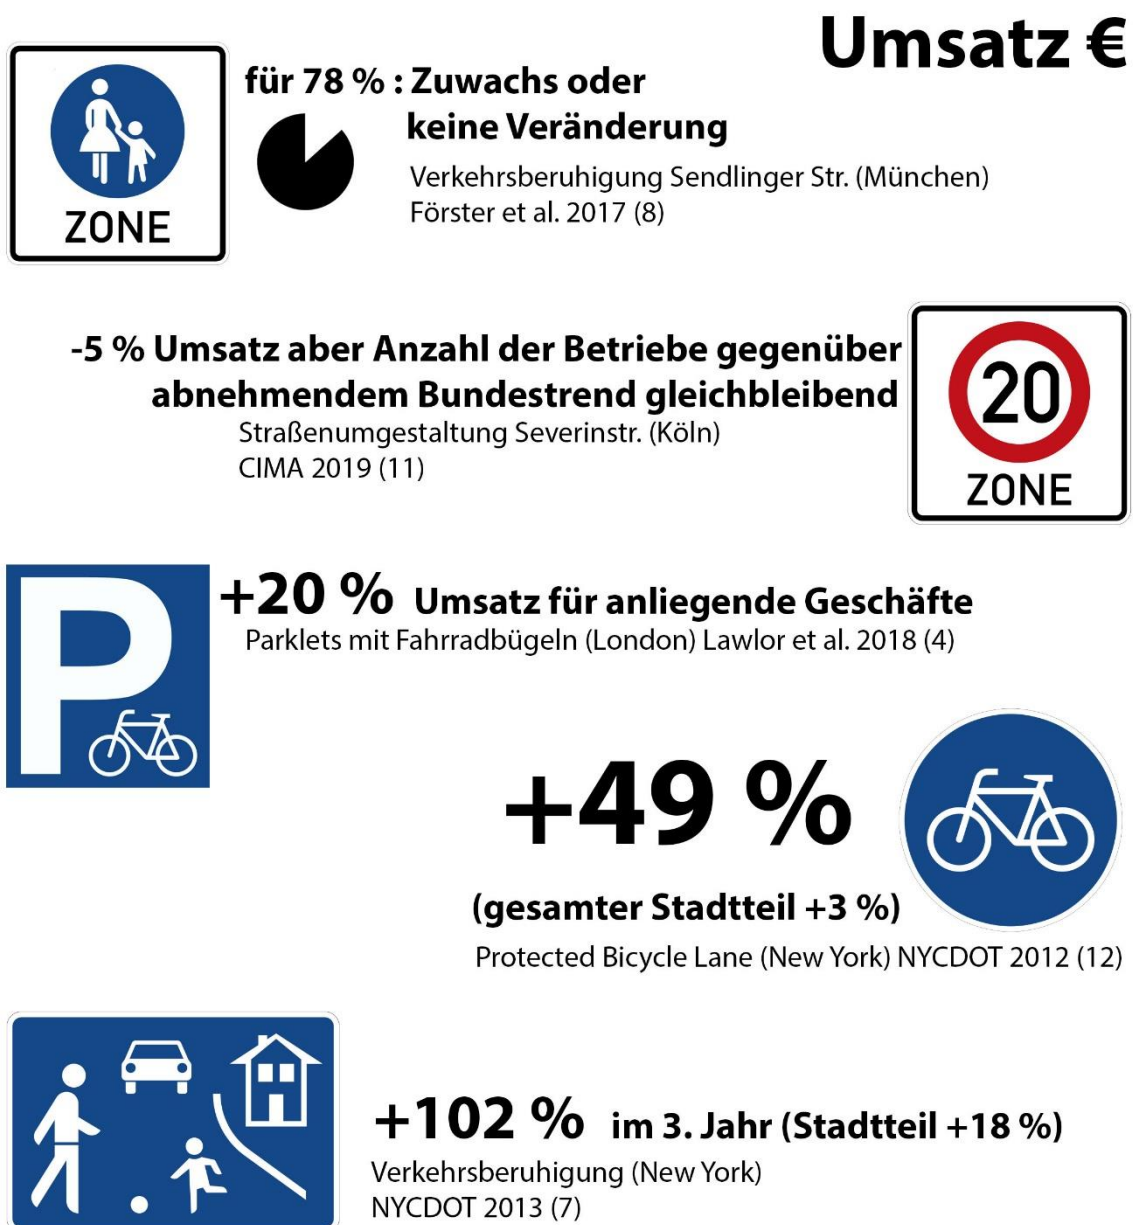 Umsatz €
für 78 % : Zuwachs oder
keine Veränderung
Verkehrsberuhigung Sendlinger Str. (München)
Förster et al. 2017 (8)
ZONE
-5 % Umsatz aber Anzahl der Betriebe gegenüber
abnehmendem Bundestrend gleichbleibend
Straßenumgestaltung Severinstr. (Köln)
CIMA 2019 (11)
20
ZONE
P
+20 % Umsatz für anliegende Geschäfte
Parklets mit Fahrradbügeln (London) Lawlor et al. 2018 (4)
+49 %
(gesamter Stadtteil +3 %)
Protected Bicycle Lane (New York) NYCDOT 2012 (12)
+102 % im 3. Jahr (Stadtteil +18 %)
Verkehrsberuhigung (New York)
NYCDOT 2013 (7)